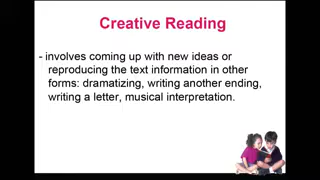 Creative Reading
- involves coming up with new ideas or
reproducing the text information in other
forms: dramatizing, writing another ending,
writing a letter, musical interpretation.